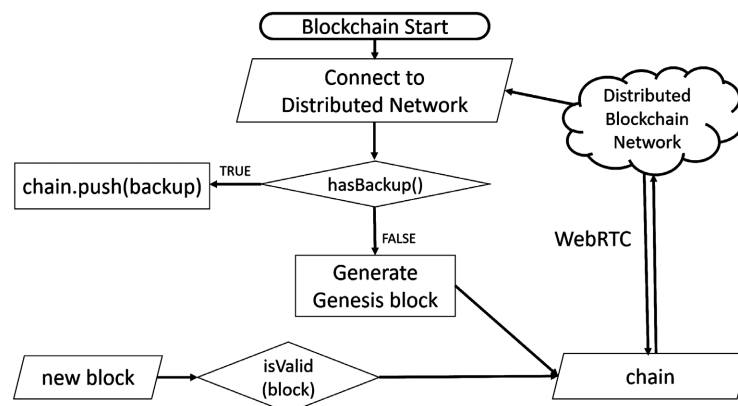 Blockchain Start
Connect to
Distributed Network
Distributed
Blockchain
Network
hasBackup()
TRUE
chain.push(backup)
FALSE
WebRTC
Generate
Genesis block
new block
isValid
(block)
chain